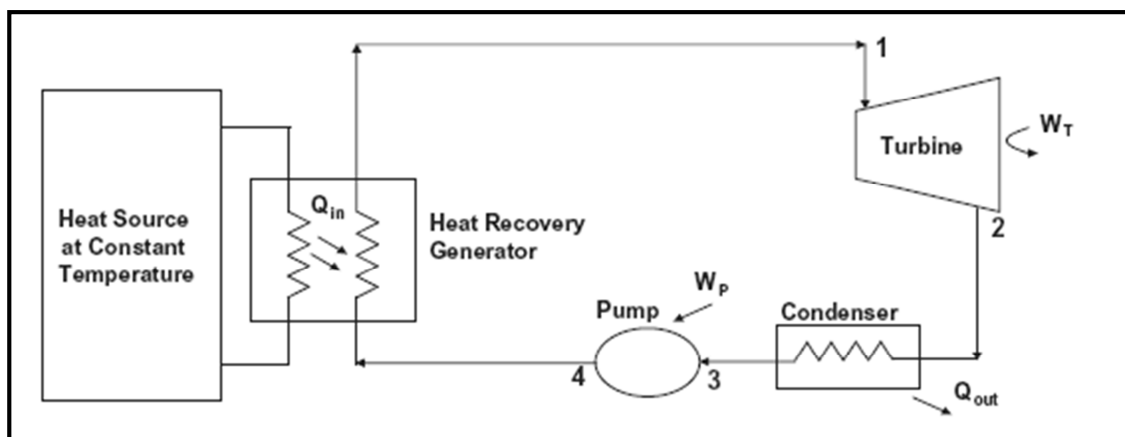 Heat Source
at Constant
Temperature
Q_in
Heat Recovery
Generator
1
Turbine
W_T
2
W_P
Pump
Condenser
4
3
Q_out